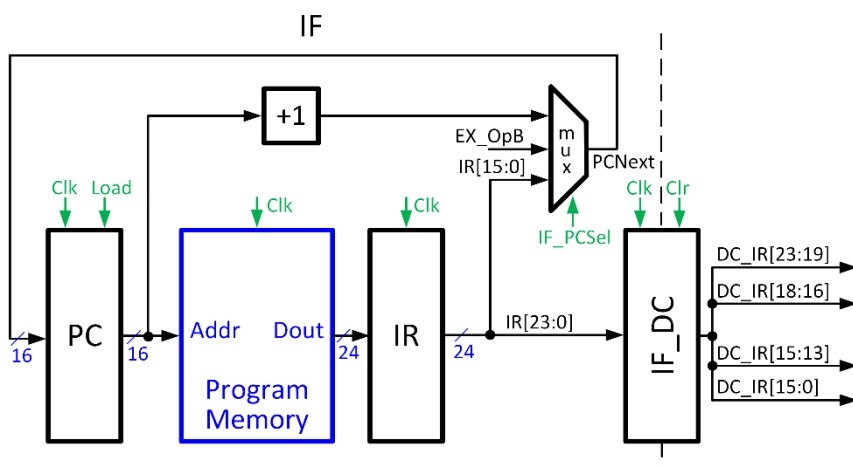 IF
+1
mux
EX_OpB
IR[15:0]
PCNext
Clk
Load
Clk
Clk
IF_PCSel
Clk
Clr
DC_IR[23:19]
DC_IR[18:16]
DC_IR[15:13]
DC_IR[15:0]
PC
Addr
Dout
IR
IR[23:0]
IF_DC
16
16
24
24
Program
Memory